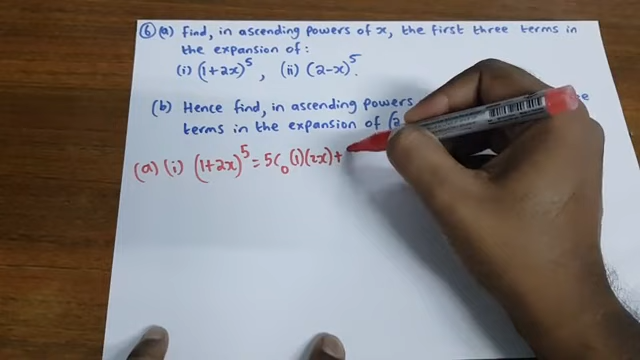 6 (a) Find, in ascending powers of x, the first three terms in
the expansion of:
(i) (1+2x)^5, (ii) (2-x)^5.
(b) Hence find, in ascending powers
terms in the expansion of (2
(a) (i) (1+2x)^5 = 5C₀(1)(2x)+